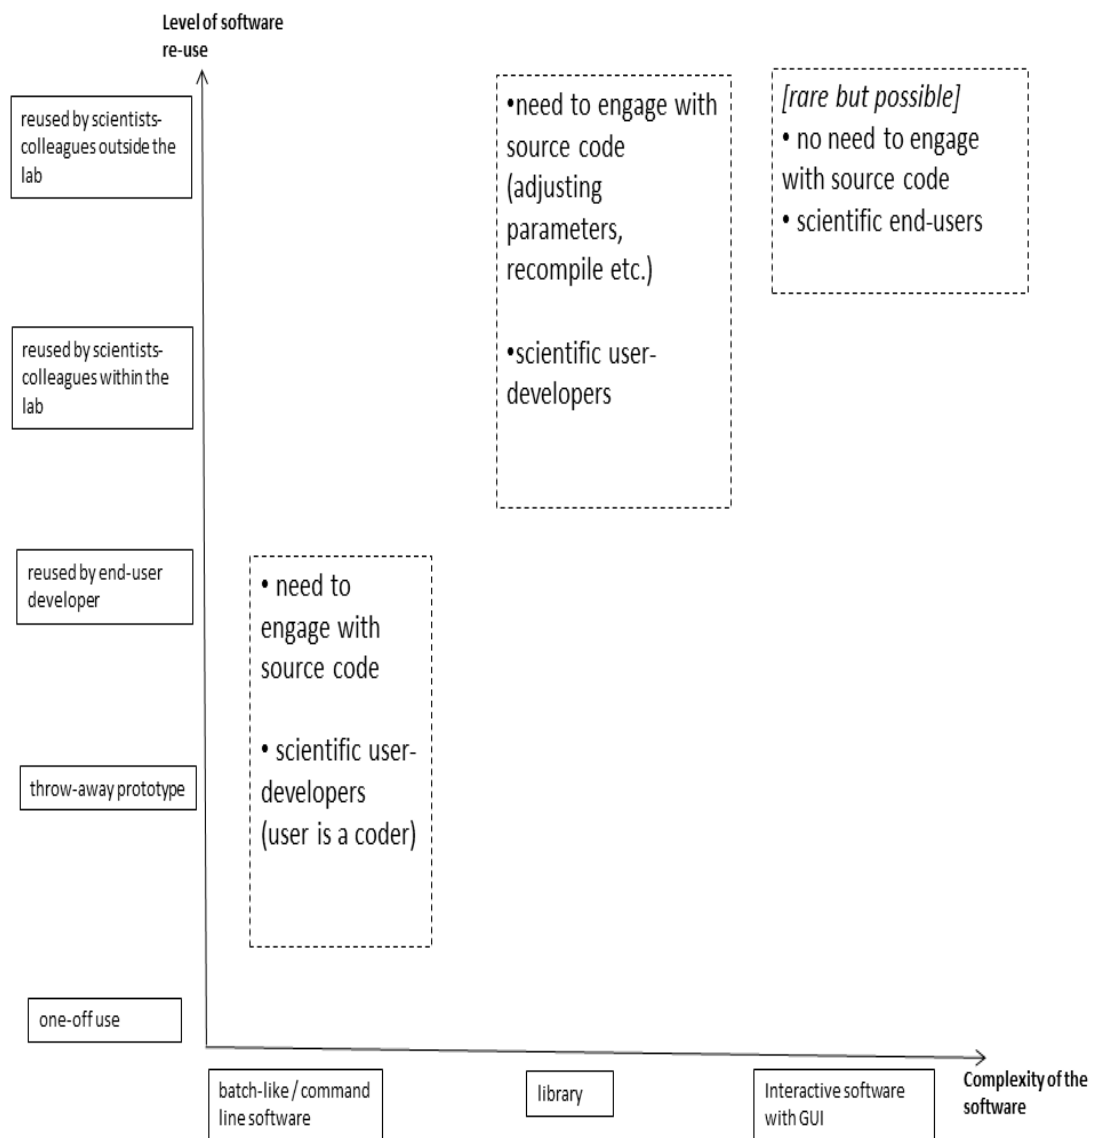 Level of software
re-use
reused by scientists-
colleagues outside the
lab
•need to engage with
source code
(adjusting
parameters,
recompile etc.)
•scientific user-
developers
[rare but possible]
• no need to engage
with source code
• scientific end-users
reused by scientists-
colleagues within the
lab
reused by end-user
developer
• need to
engage with
source code
• scientific user-
developers
(user is a coder)
throw-away prototype
one-off use
batch-like / command
line software
library
Interactive software
with GUI
Complexity of the
software